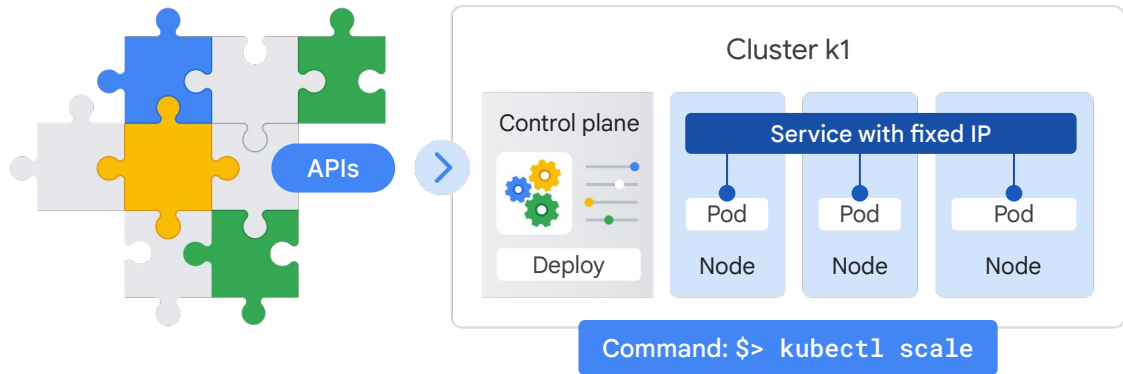 Cluster k1
Control plane
Service with fixed IP
APIs
Pod
Pod
Pod
Deploy
Node
Node
Node
Command: $> kubectl scale